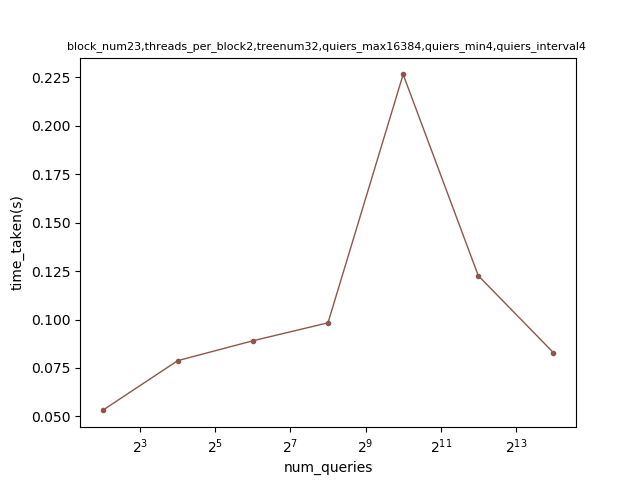 block_num23,threads_per_block2,treenum32,quiers_max16384,quiers_min4,quiers_interval4
0.225
0.200
0.175
0.150
0.125
0.100
0.075
0.050
time_taken(s)
2^3 2^5 2^7 2^9 2^11 2^13
num_queries